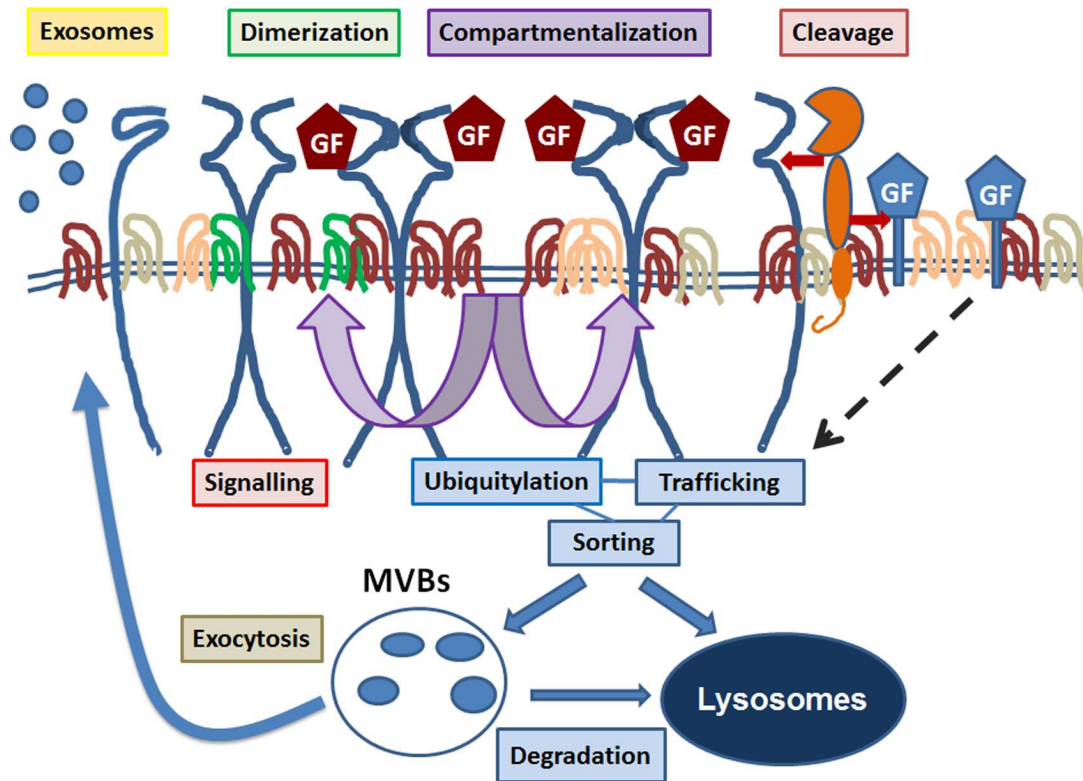 Exosomes
Dimerization
Compartmentalization
Cleavage
GF
GF
GF
GF
GF
GF
Signalling
Ubiquitylation
Trafficking
Sorting
MVBs
Exocytosis
Lysosomes
Degradation